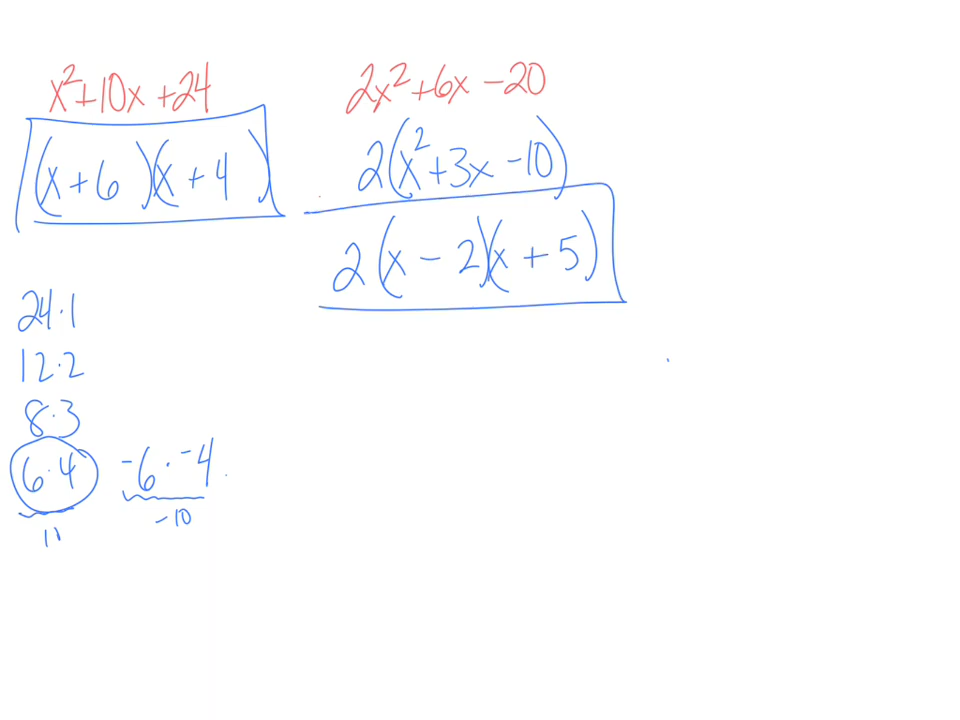 x²+10x+24
(x+6)(x+4)
24·1
12·2
8·3
6·4 -6·-4
-10
2x²+6x-20
2(x²+3x-10)
2(x-2)(x+5)